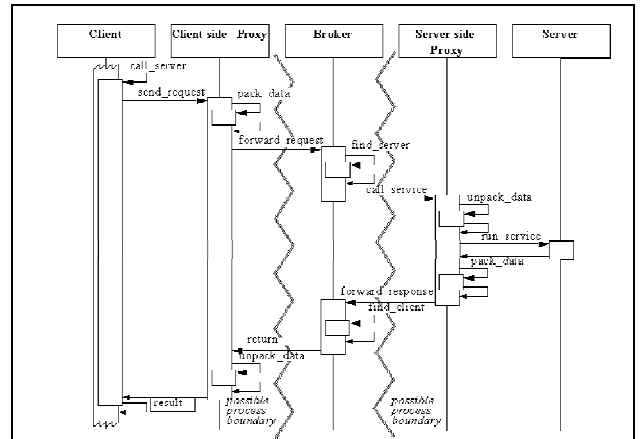 Client
Client side Proxy
Broker
Server side
Proxy
Server
call_server
send_request
pack_data
forward_request
find_server
call_service
unpack_data
run_service
pack_data
forward_response
find_client
return
unpack_data
result
possible
process
boundary
possible
process
boundary